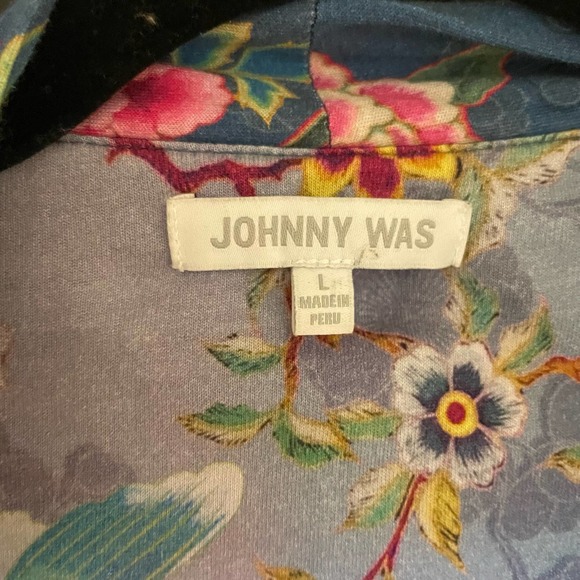 JOHNNY WAS
L
MADE IN
PERU